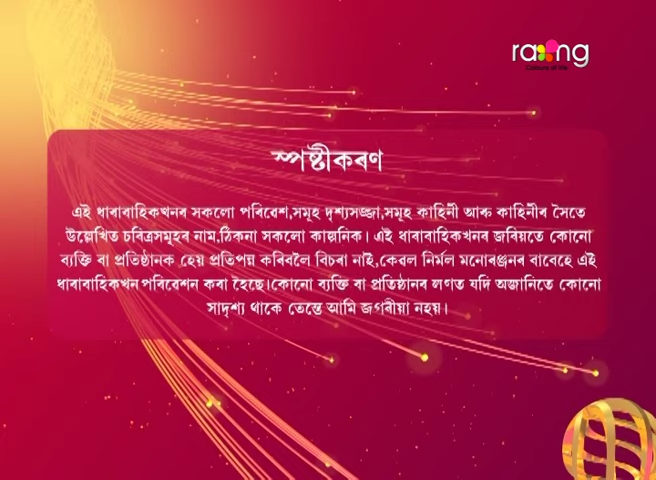 rang
স্পষ্টীকৰণ
এই ধাৰাবাহিকখনৰ সকলো পৰিৱেশ,সমূহ দৃশ্যসজ্জা,সমূহ কাহিনী আৰু কাহিনীৰ সৈতে
উল্লেখিত চৰিত্ৰসমূহৰ নাম,ঠিকনা সকলো কাল্পনিক। এই ধাৰাবাহিকখনৰ জৰিয়তে কোনো
ব্যক্তি বা প্ৰতিষ্ঠানক হেয় প্ৰতিপন্ন কৰিবলৈ বিচৰা নাই,কেৱল নিৰ্মল মনোৰঞ্জনৰ বাবেহে এই
ধাৰাবাহিকখন পৰিৱেশন কৰা হৈছে।কোনো ব্যক্তি বা প্ৰতিষ্ঠানৰ লগত যদি অজানিতে কোনো
সাদৃশ্য থাকে তেন্তে আমি জগৰীয়া নহয়।